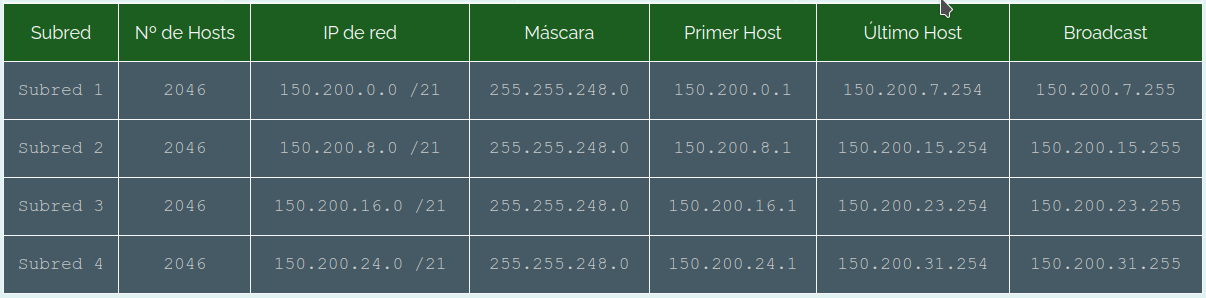 Subred Nº de Hosts IP de red Máscara Primer Host Último Host Broadcast
Subred 1 2046 150.200.0.0 /21 255.255.248.0 150.200.0.1 150.200.7.254 150.200.7.255
Subred 2 2046 150.200.8.0 /21 255.255.248.0 150.200.8.1 150.200.15.254 150.200.15.255
Subred 3 2046 150.200.16.0 /21 255.255.248.0 150.200.16.1 150.200.23.254 150.200.23.255
Subred 4 2046 150.200.24.0 /21 255.255.248.0 150.200.24.1 150.200.31.254 150.200.31.255